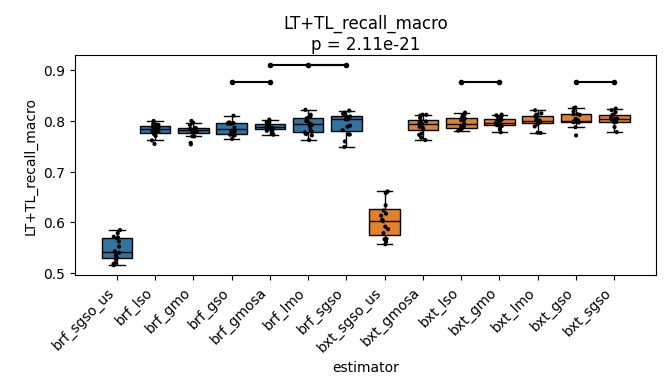 LT+TL_recall_macro
p = 2.11e-21
LT+TL_recall_macro
0.9
0.8
0.7
0.6
0.5
brf_sgso_us
brf_lso
brf_gmo
brf_gso
brf_gmosa
brf_lmo
brf_sgso
bxt_sgso_us
bxt_gmosa
bxt_lso
bxt_gmo
bxt_lmo
bxt_gso
bxt_sgso
estimator